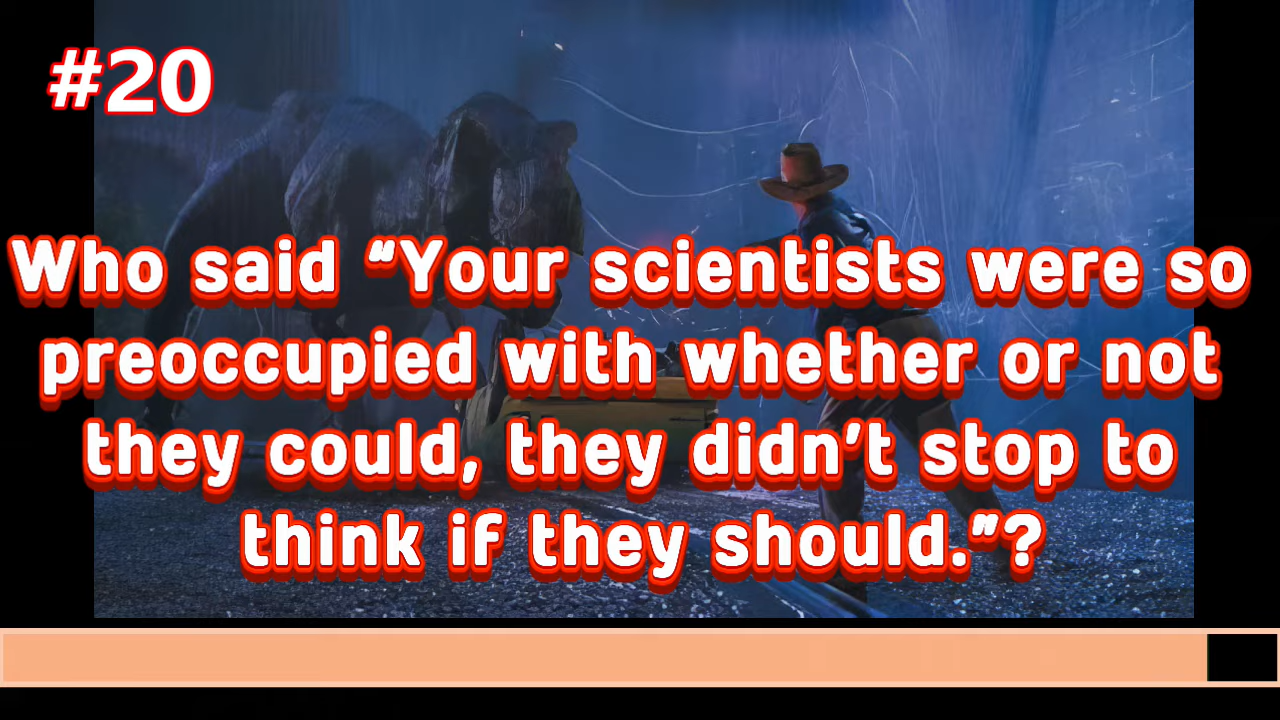 #20
Who said “Your scientists were so
preoccupied with whether or not
they could, they didn’t stop to
think if they should.”?